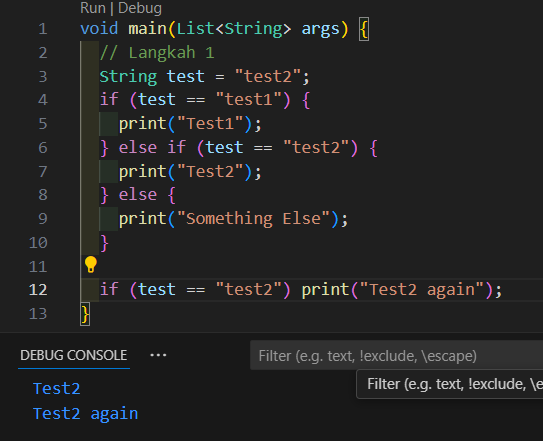 Run | Debug
1 void main(List<String> args) {
2 // Langkah 1
3 String test = "test2";
4 if (test == "test1") {
5 print("Test1");
6 } else if (test == "test2") {
7 print("Test2");
8 } else {
9 print("Something Else");
10 }
11
12 if (test == "test2") print("Test2 again");
13 }
DEBUG CONSOLE ··· Filter (e.g. text, !exclude, \escape)
Filter (e.g. text, !exclude, \e
Test2
Test2 again